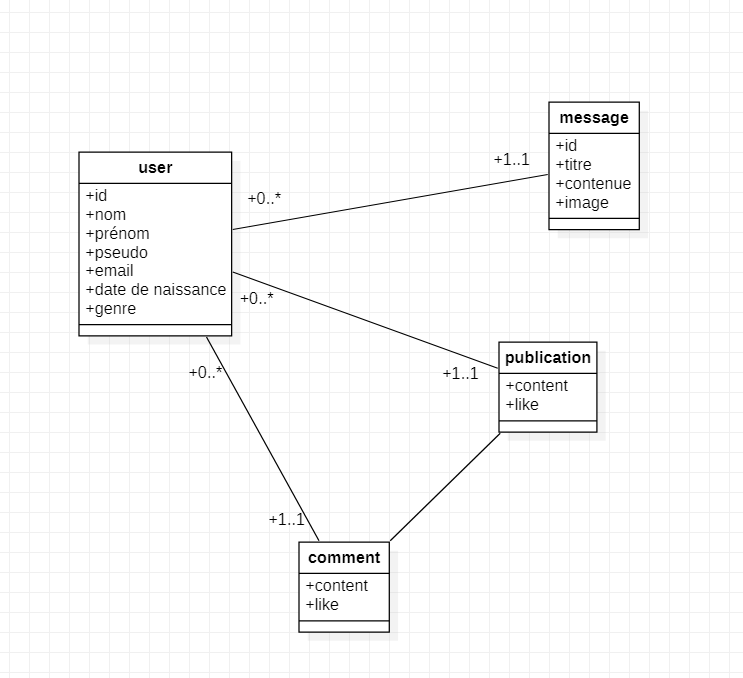 message
+id
+titre
+contenue
+image
+1..1
user
+id
+nom
+prénom
+pseudo
+email
+date de naissance
+genre
+0..*
+0..*
+0..*
+1..1
publication
+content
+like
+1..1
comment
+content
+like